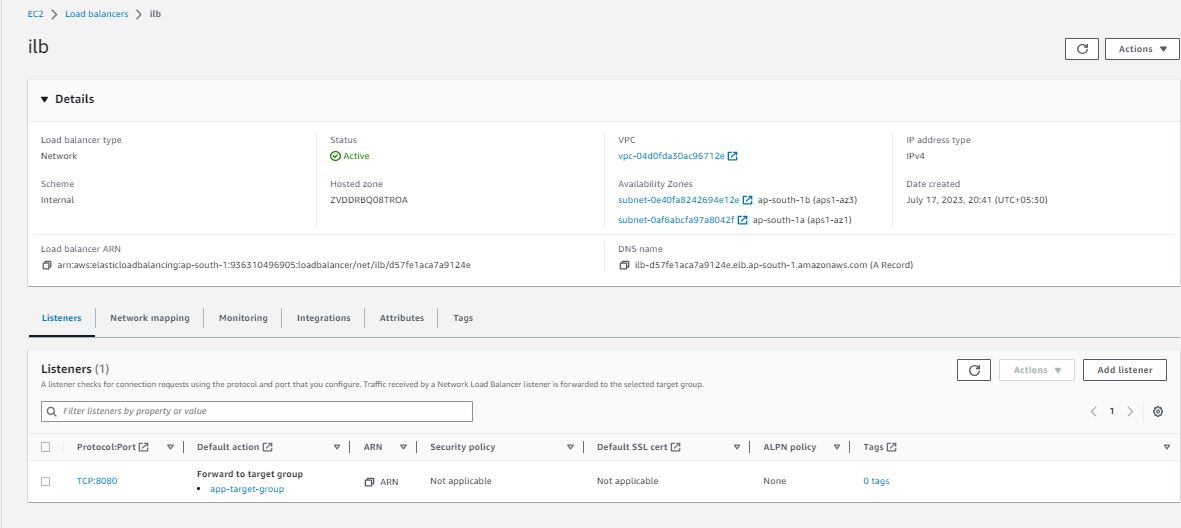 EC2 > Load balancers > ilb
ilb
Actions
Details
Load balancer type
Network
Status
Active
VPC
vpc-04d0fda30ac96712e
IP address type
IPv4
Scheme
Internal
Hosted zone
ZVDDRBQ08TROA
Availability Zones
subnet-0e40fa8242694e12e ap-south-1b (aps1-az3)
subnet-0af6abcfa97a8042f ap-south-1a (aps1-az1)
Date created
July 17, 2023, 20:41 (UTC+05:30)
Load balancer ARN
arn:aws:elasticloadbalancing:ap-south-1:936310496905:loadbalancer/net/ilb/d57fe1aca7a9124e
DNS name
ilb-d57fe1aca7a9124e.elb.ap-south-1.amazonaws.com (A Record)
Listeners Network mapping Monitoring Integrations Attributes Tags
Listeners (1)
A listener checks for connection requests using the protocol and port that you configure. Traffic received by a Network Load Balancer listener is forwarded to the selected target group.
Actions Add listener
Filter listeners by property or value
1
Protocol:Port Default action ARN Security policy Default SSL cert ALPN policy Tags
Forward to target group
TCP:8080 ARN Not applicable Not applicable None 0 tags
• app-target-group